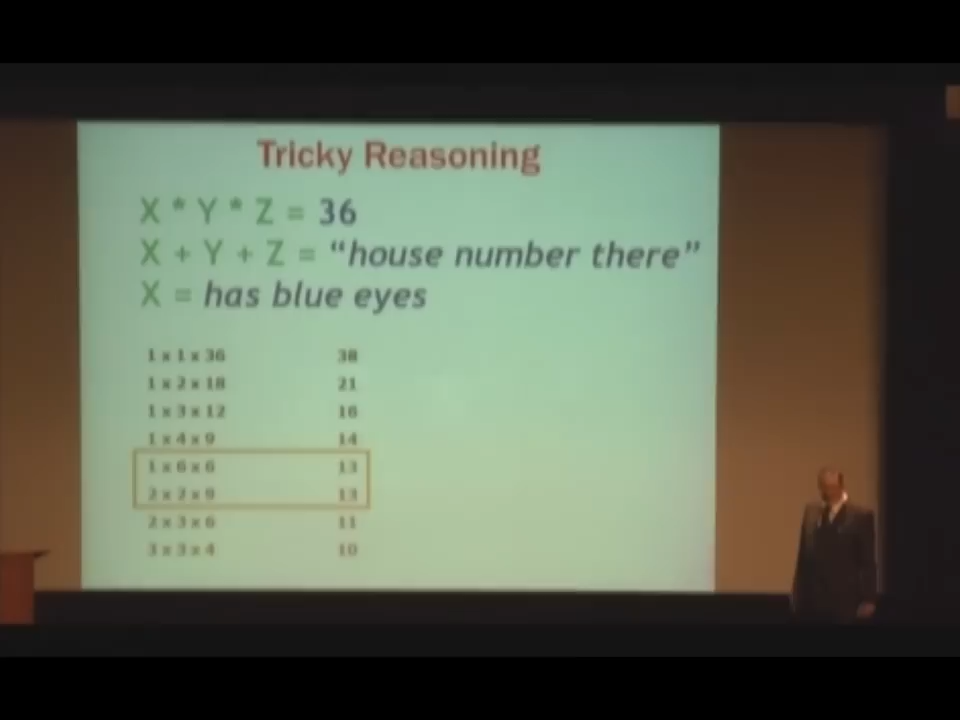 Tricky Reasoning
X * Y * Z = 36
X + Y + Z = “house number there”
X = has blue eyes
1 x 1 x 36 38
1 x 2 x 18 21
1 x 3 x 12 16
1 x 4 x 9 14
1 x 6 x 6 13
2 x 2 x 9 13
2 x 3 x 6 11
3 x 3 x 4 10